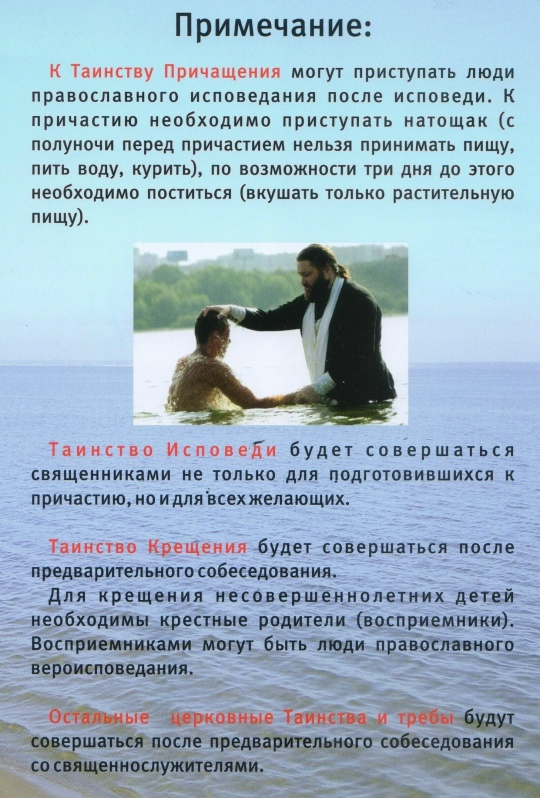 Примечание:
К Таинству Причащения могут приступать люди
православного исповедания после исповеди. К
причастию необходимо приступать натощак (с
полуночи перед причастием нельзя принимать пищу,
пить воду, курить), по возможности три дня до этого
необходимо поститься (вкушать только растительную
пищу).
Таинство Исповеди будет совершаться
священниками не только для подготовившихся к
причастию, но и для всех желающих.
Таинство Крещения будет совершаться после
предварительного собеседования.
Для крещения несовершеннолетних детей
необходимы крестные родители (восприемники).
Восприемниками могут быть люди православного
вероисповедания.
Остальные церковные Таинства и требы будут
совершаться после предварительного собеседования
со священнослужителями.